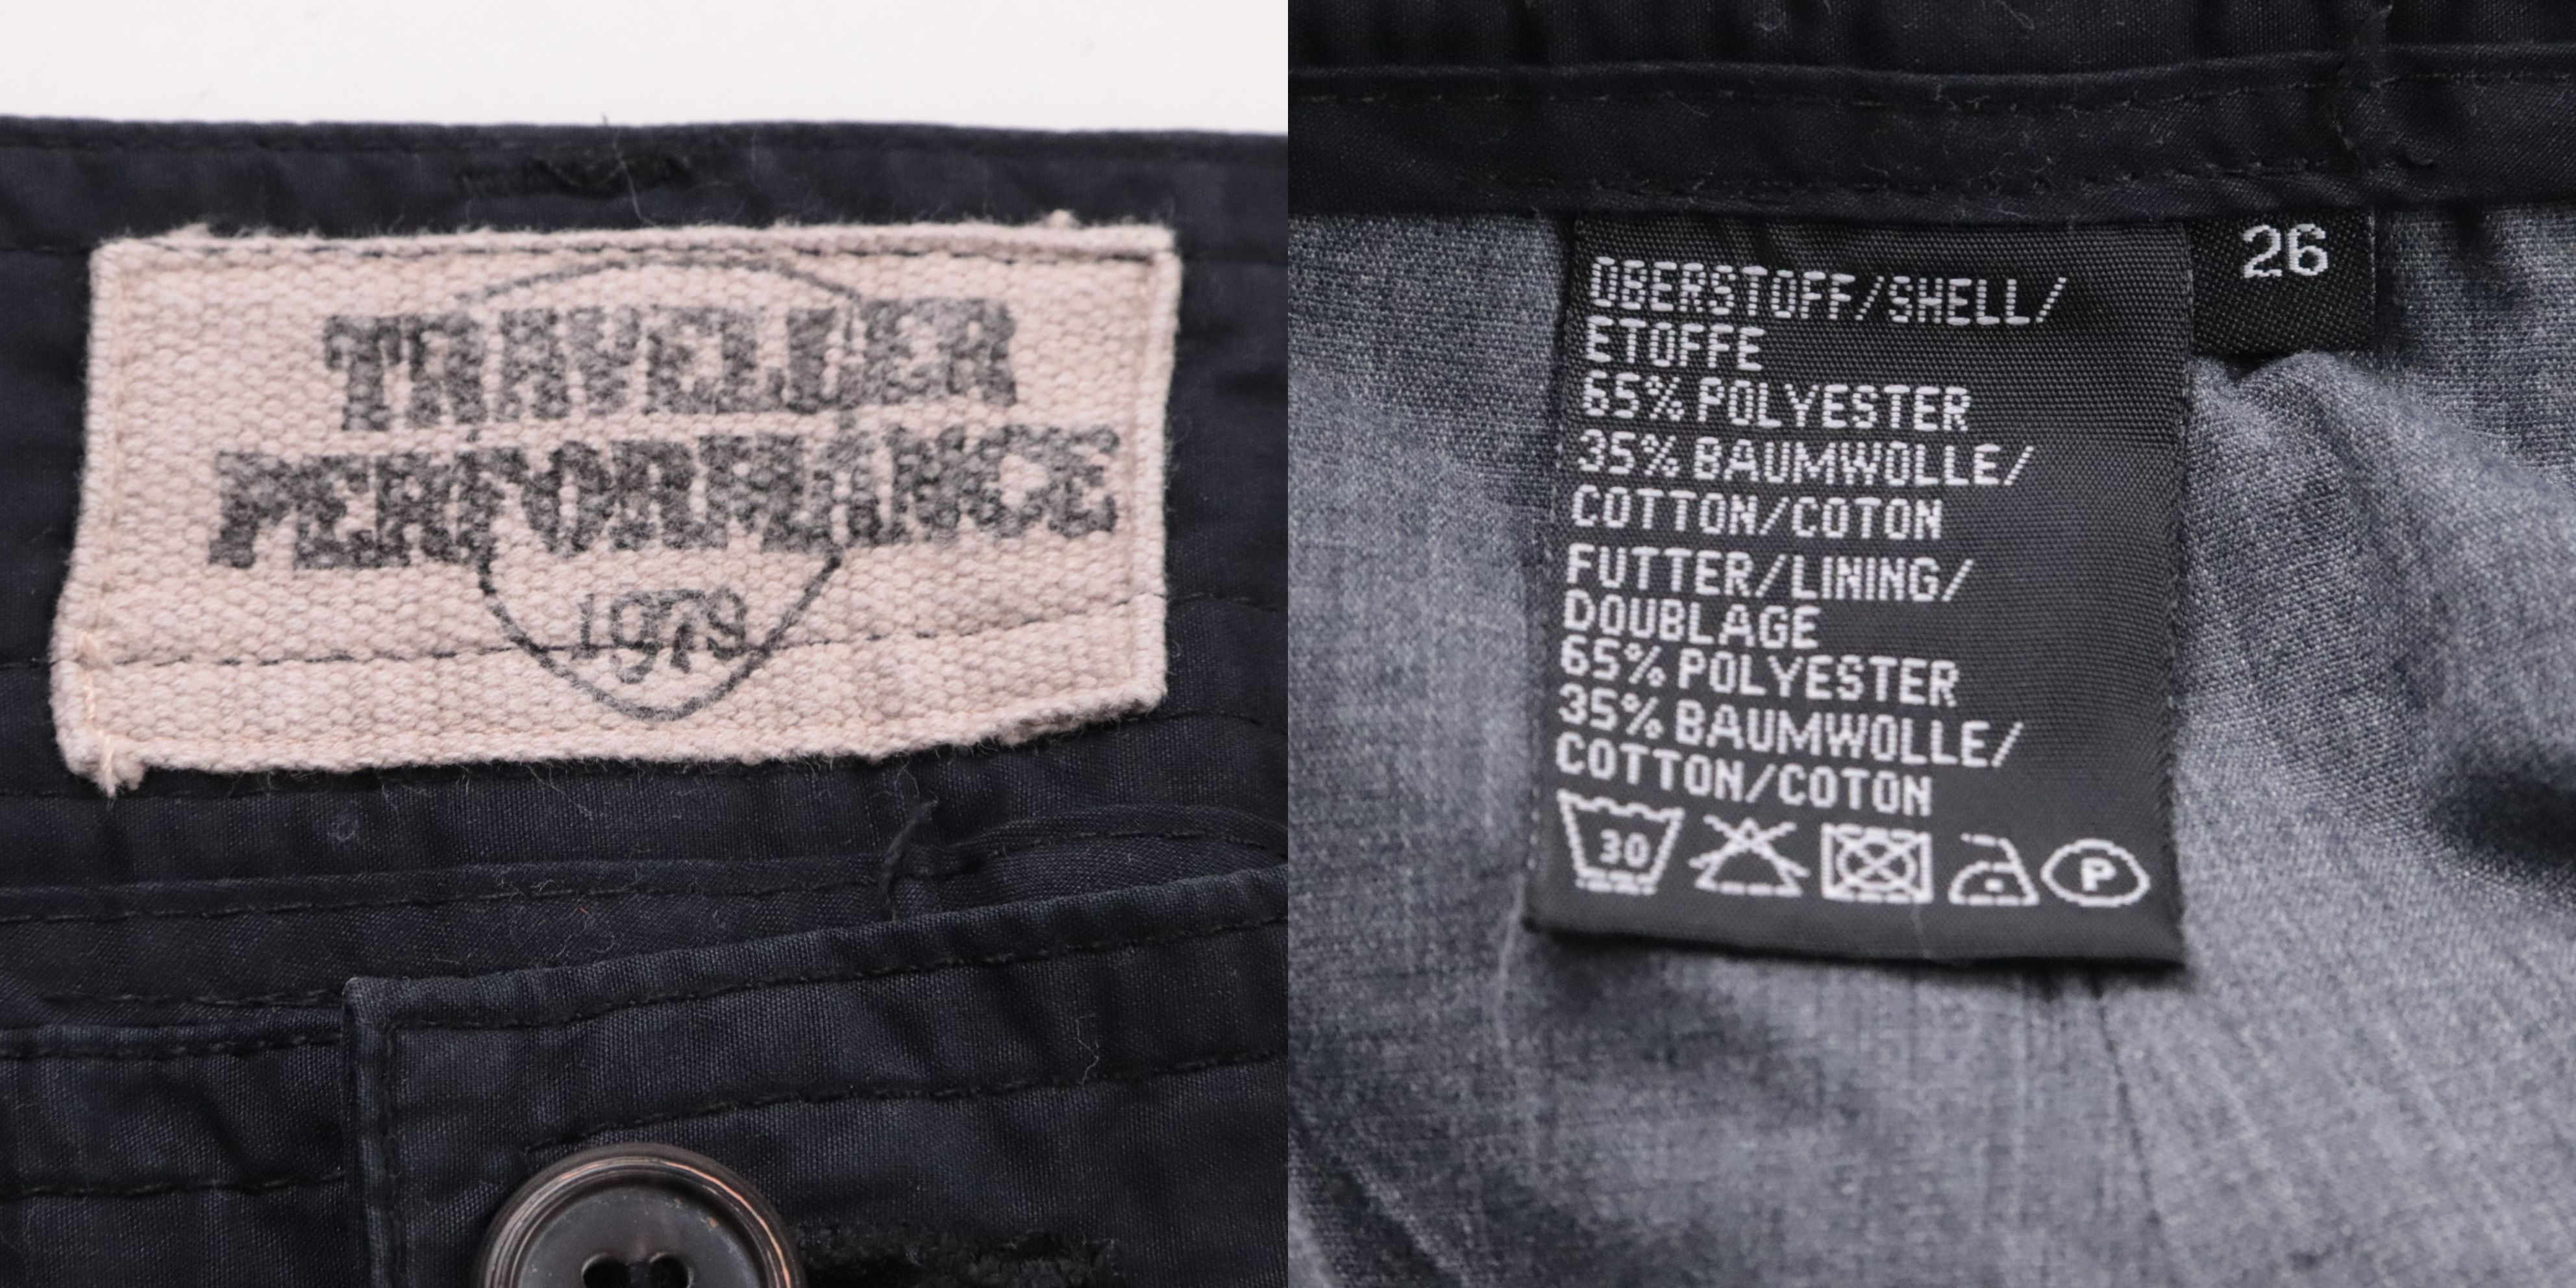 TRAVELLER
PERFORMANCE
1979
26
OBERSTOFF/SHELL/
ETOFFE
65% POLYESTER
35% BAUMWOLLE/
COTTON/COTON
FUTTER/LINING/
DOUBLAGE
65% POLYESTER
35% BAUMWOLLE/
COTTON/COTON
30
P